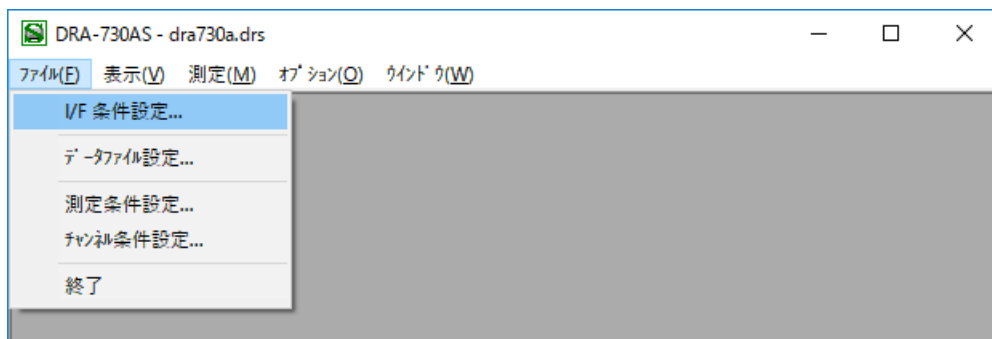 DRA-730AS - dra730a.drs
ﾌｧｲﾙ(F) 表示(V) 測定(M) ｵﾌﾟｼｮﾝ(O) ｳｲﾝﾄﾞｳ(W)
I/F 条件設定...
ﾃﾞｰﾀﾌｧｲﾙ設定...
測定条件設定...
ﾁｬﾝﾈﾙ条件設定...
終了